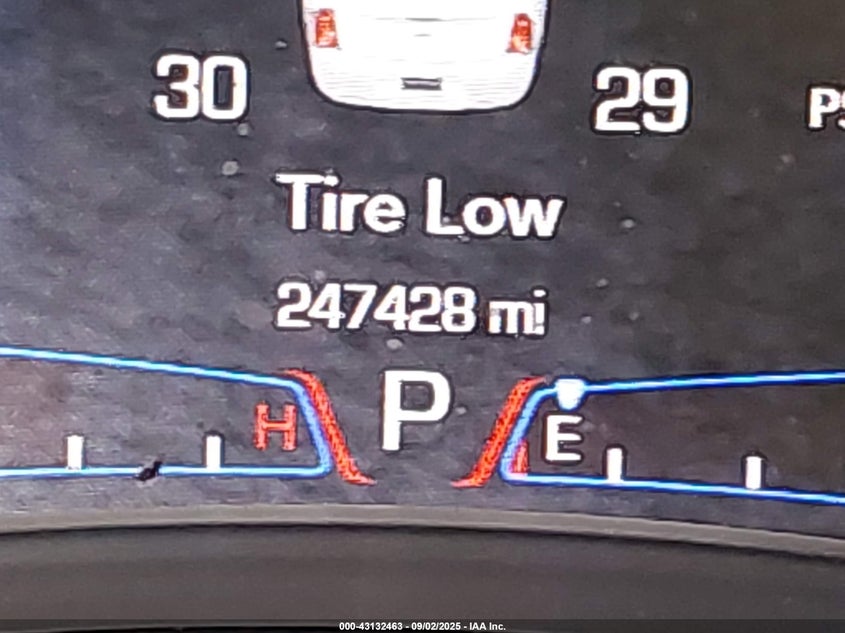 30 29
Tire Low
247428 mi
H P E
000-43132463 - 09/02/2025 - IAA Inc.